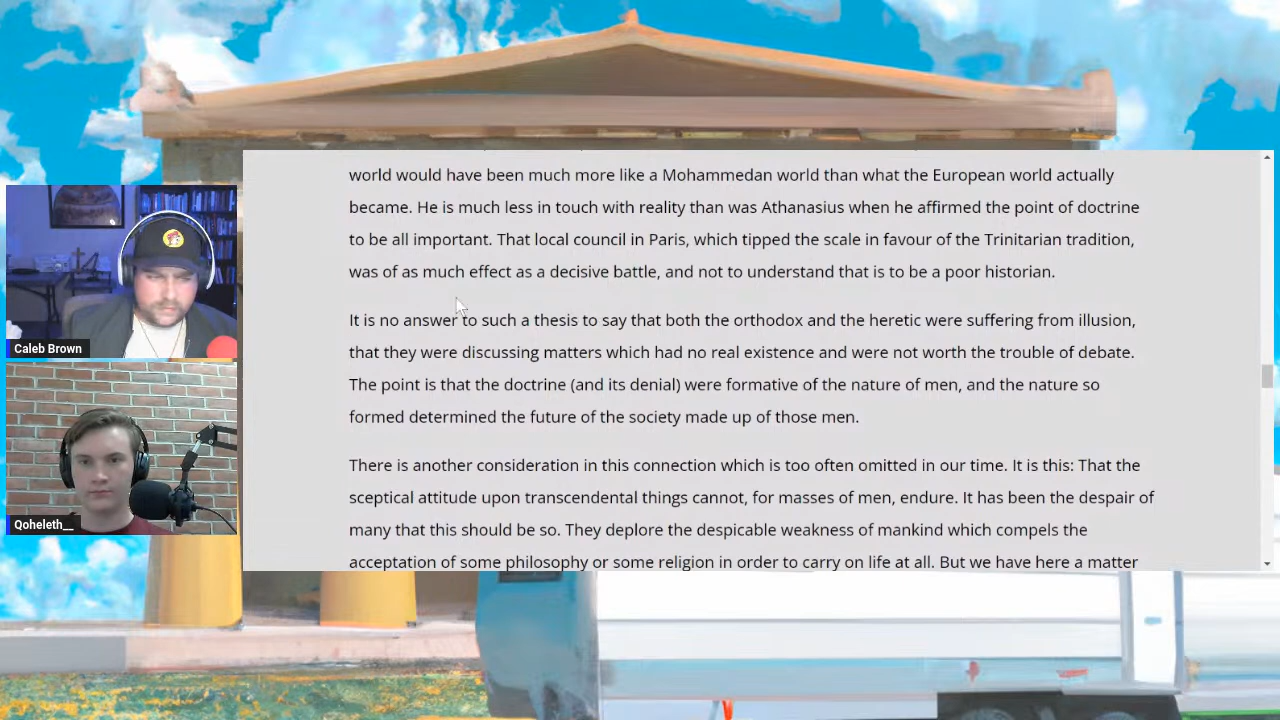 world would have been much more like a Mohammedan world than what the European world actually
became. He is much less in touch with reality than was Athanasius when he affirmed the point of doctrine
to be all important. That local council in Paris, which tipped the scale in favour of the Trinitarian tradition,
was of as much effect as a decisive battle, and not to understand that is to be a poor historian.
It is no answer to such a thesis to say that both the orthodox and the heretic were suffering from illusion,
that they were discussing matters which had no real existence and were not worth the trouble of debate.
The point is that the doctrine (and its denial) were formative of the nature of men, and the nature so
formed determined the future of the society made up of those men.
There is another consideration in this connection which is too often omitted in our time. It is this: That the
sceptical attitude upon transcendental things cannot, for masses of men, endure. It has been the despair of
many that this should be so. They deplore the despicable weakness of mankind which compels the
acceptation of some philosophy or some religion in order to carry on life at all. But we have here a matter
Caleb Brown
Qoheleth__